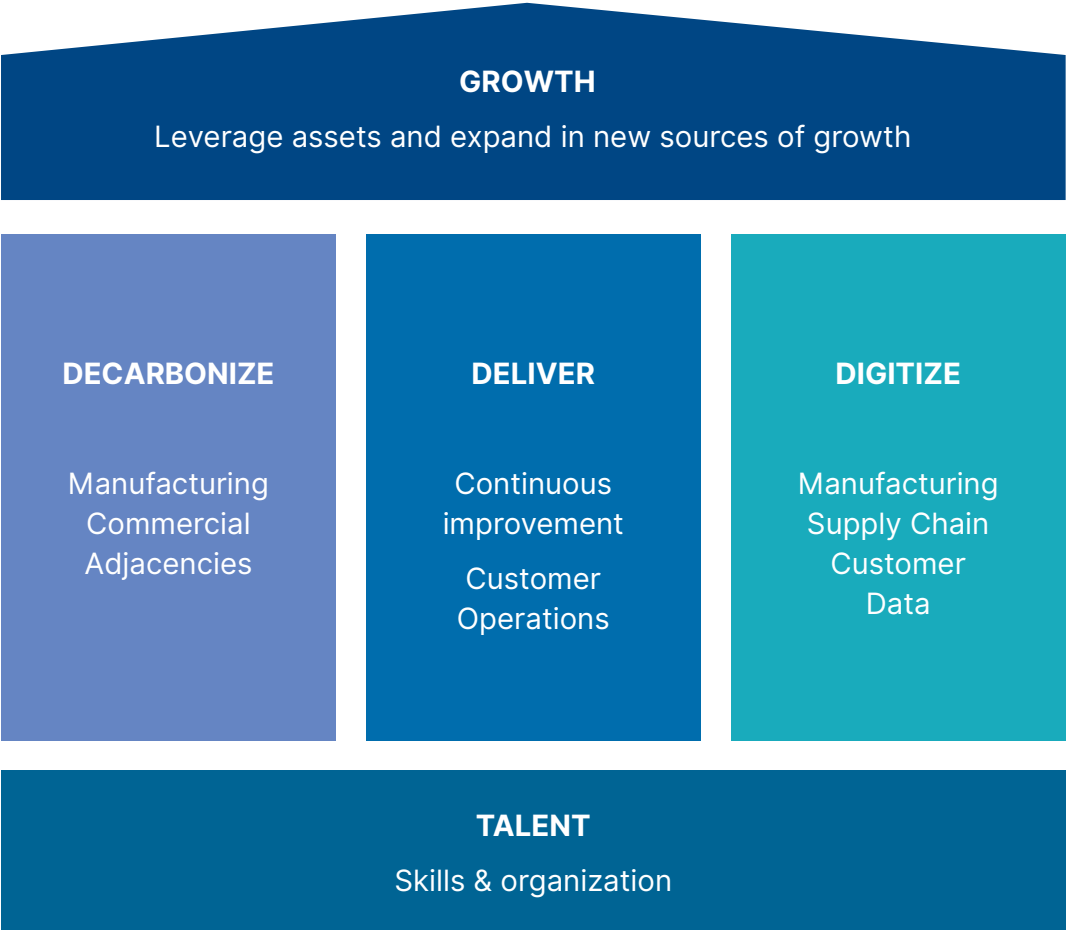 GROWTH
Leverage assets and expand in new sources of growth
DECARBONIZE
Manufacturing
Commercial
Adjacencies
DELIVER
Continuous
improvement
Customer
Operations
DIGITIZE
Manufacturing
Supply Chain
Customer
Data
TALENT
Skills & organization